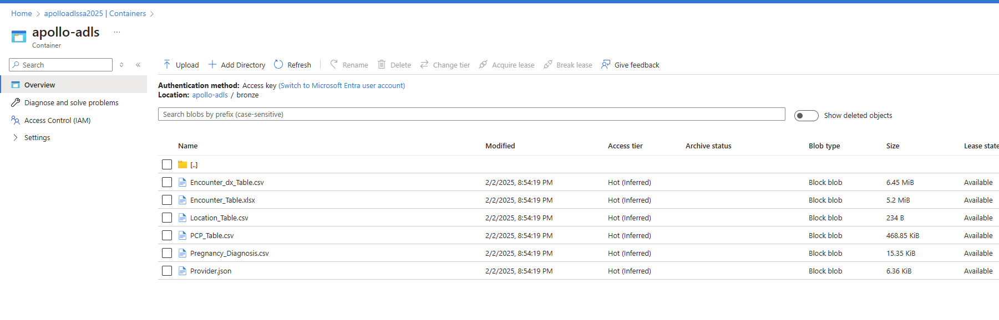 Home > apolloadlssa2025 | Containers >
apollo-adls ...
Container
Search
«
Overview
Diagnose and solve problems
Access Control (IAM)
Settings
Upload Add Directory Refresh Rename Delete Change tier Acquire lease Break lease Give feedback
Authentication method: Access key (Switch to Microsoft Entra user account)
Location: apollo-adls / bronze
Search blobs by prefix (case-sensitive)
Show deleted objects
Name Modified Access tier Archive status Blob type Size Lease state
[..]
Encounter_dx_Table.csv 2/2/2025, 8:54:19 PM Hot (Inferred) Block blob 6.45 MiB Available
Encounter_Table.xlsx 2/2/2025, 8:54:19 PM Hot (Inferred) Block blob 5.2 MiB Available
Location_Table.csv 2/2/2025, 8:54:19 PM Hot (Inferred) Block blob 234 B Available
PCP_Table.csv 2/2/2025, 8:54:19 PM Hot (Inferred) Block blob 468.85 KiB Available
Pregnancy_Diagnosis.csv 2/2/2025, 8:54:19 PM Hot (Inferred) Block blob 15.35 KiB Available
Provider.json 2/2/2025, 8:54:19 PM Hot (Inferred) Block blob 6.36 KiB Available